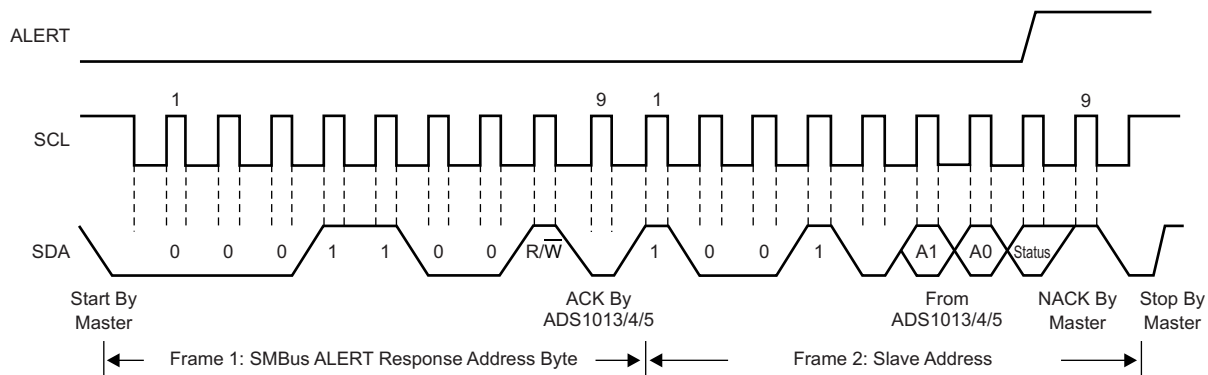 ALERT
1 9 1 9
SCL
SDA 0 0 0 1 1 0 0 R/W 1 0 0 1 A1 A0 Status
Start By Master
ACK By ADS1013/4/5
From ADS1013/4/5
NACK By Master
Stop By Master
Frame 1: SMBus ALERT Response Address Byte
Frame 2: Slave Address